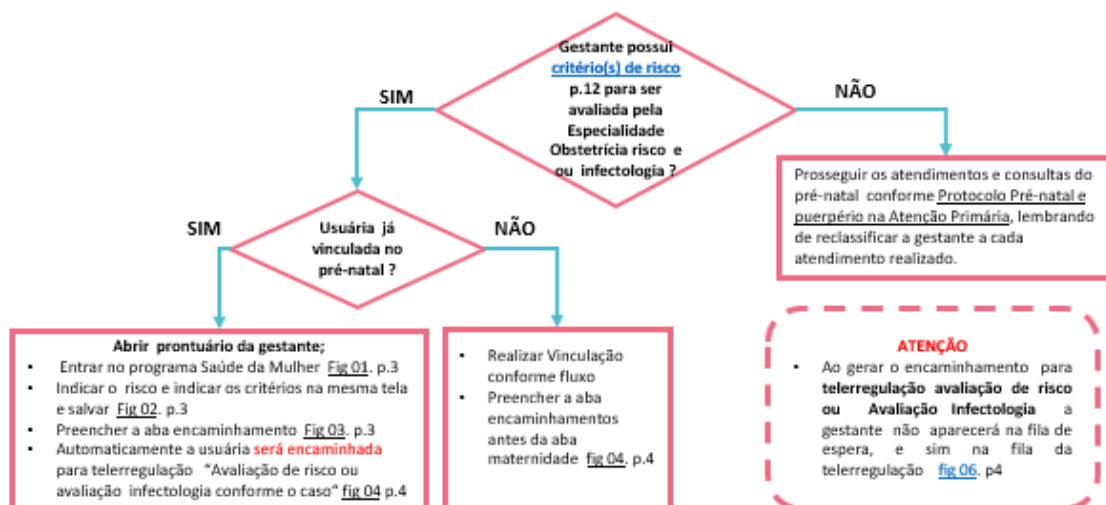 Gestante possui
critério(s) de risco
p.12 para ser
avaliada pela
Especialidade
Obstetrícia risco e
ou infectologia ?
SIM
NÃO
Prosseguir os atendimentos e consultas do
pré-natal conforme Protocolo Pré-natal e
puerpério na Atenção Primária, lembrando
de reclassificar a gestante a cada
atendimento realizado.
SIM
Usuária já
vinculada no
pré-natal ?
NÃO
Abrir prontuário da gestante;
▪ Entrar no programa Saúde da Mulher Fig 01. p.3
▪ Indicar o risco e indicar os critérios na mesma tela
e salvar Fig 02. p.3
▪ Preencher a aba encaminhamento Fig 03. p.3
▪ Automaticamente a usuária será encaminhada
para telerregulação "Avaliação de risco ou
avaliação infectologia conforme o caso" fig 04 p.4
▪ Realizar Vinculação
conforme fluxo
▪ Preencher a aba
encaminhamentos
antes da aba
maternidade fig 04. p.4
ATENÇÃO
▪ Ao gerar o encaminhamento para
telerregulação avaliação de risco
ou Avaliação Infectologia a
gestante não aparecerá na fila de
espera, e sim na fila da
telerregulação fig 06. p4